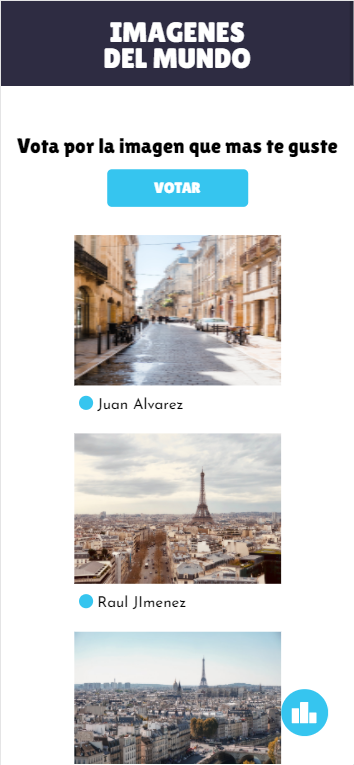 IMAGENES
DEL MUNDO
Vota por la imagen que mas te guste
VOTAR
Juan Alvarez
Raul JImenez